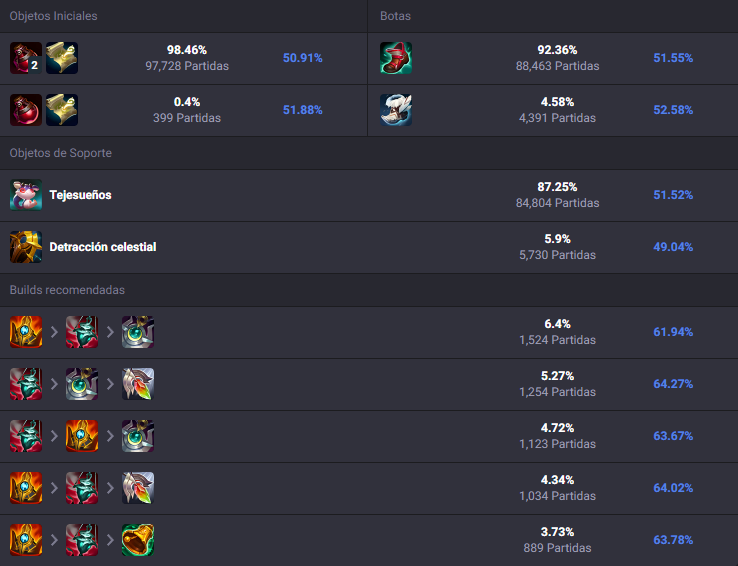 Objetos Iniciales
Botas
2
98.46%
97,728 Partidas
50.91%
92.36%
88,463 Partidas
51.55%
0.4%
399 Partidas
51.88%
4.58%
4,391 Partidas
52.58%
Objetos de Soporte
Tejesueños
87.25%
84,804 Partidas
51.52%
Detracción celestial
5.9%
5,730 Partidas
49.04%
Builds recomendadas
6.4%
1,524 Partidas
61.94%
5.27%
1,254 Partidas
64.27%
4.72%
1,123 Partidas
63.67%
4.34%
1,034 Partidas
64.02%
3.73%
889 Partidas
63.78%